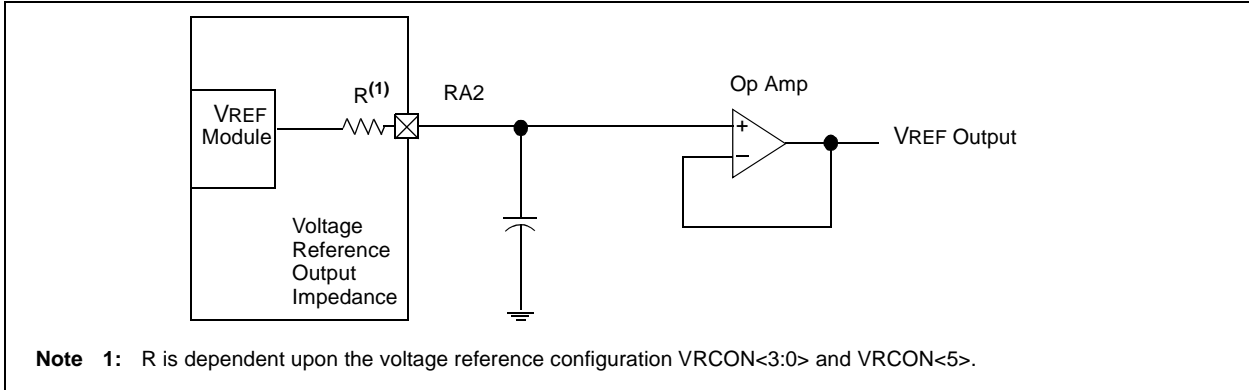 VREF
Module
R(1)
RA2
Op Amp
+
−
VREF Output
Voltage
Reference
Output
Impedance
Note 1: R is dependent upon the voltage reference configuration VRCON<3:0> and VRCON<5>.